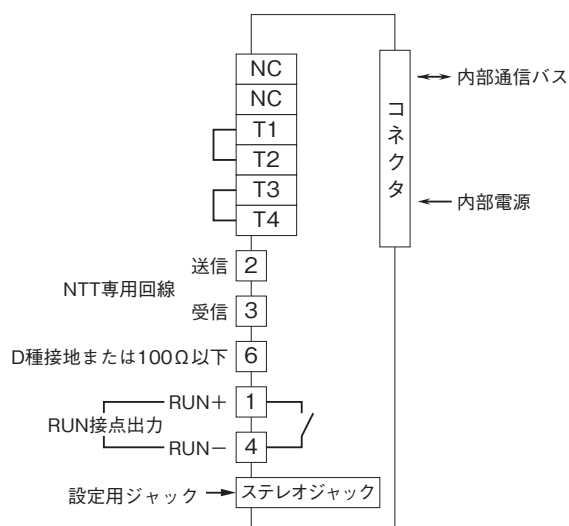 NC
NC
T1
T2
T3
T4
コネクタ
内部通信バス
内部電源
送信 2
NTT専用回線
受信 3
D種接地または100Ω以下 6
RUN+ 1
RUN接点出力
RUN− 4
設定用ジャック ステレオジャック